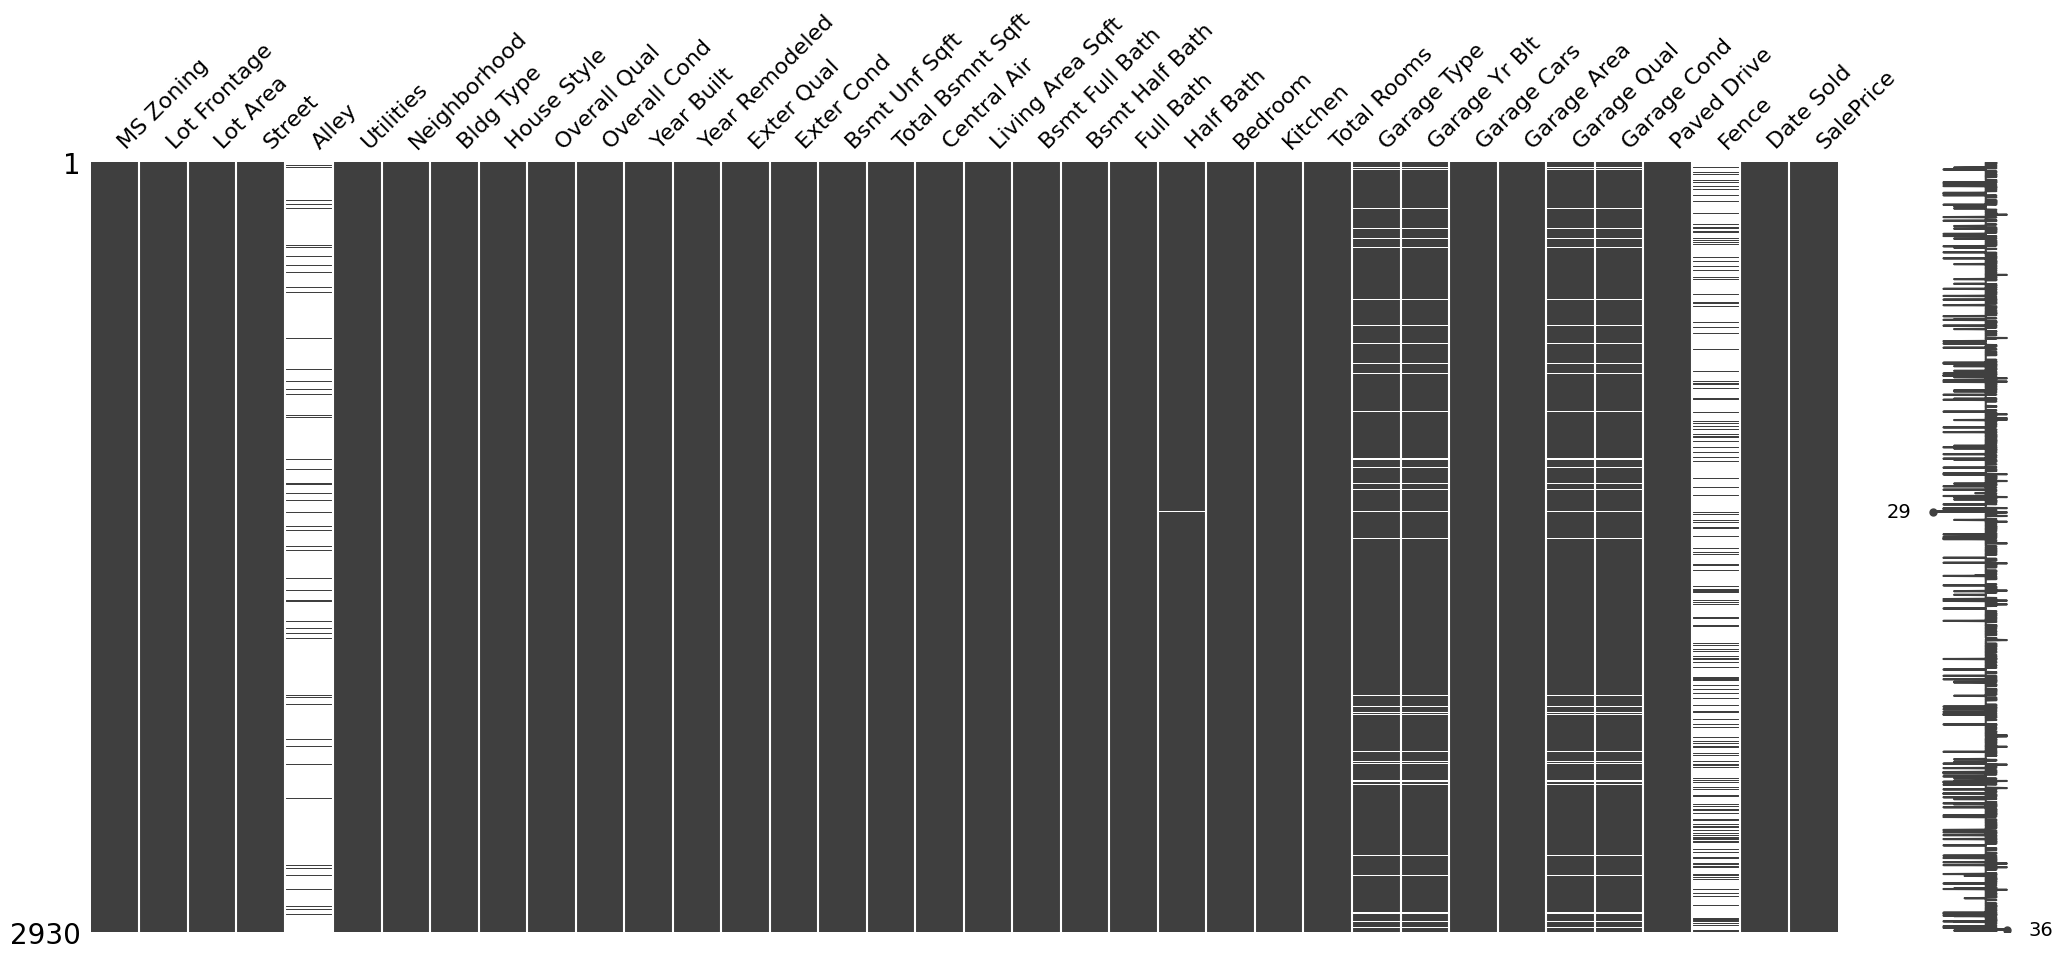 MS Zoning
Lot Frontage
Lot Area
Street
Alley
Utilities
Neighborhood
Bldg Type
House Style
Overall Qual
Overall Cond
Year Built
Year Remodeled
Exter Qual
Exter Cond
Bsmt Unf Sqft
Total Bsmnt Sqft
Central Air
Living Area Sqft
Bsmt Full Bath
Bsmt Half Bath
Full Bath
Half Bath
Bedroom
Kitchen
Total Rooms
Garage Type
Garage Yr Blt
Garage Cars
Garage Area
Garage Qual
Garage Cond
Paved Drive
Fence
Date Sold
SalePrice
1
29
2930
36